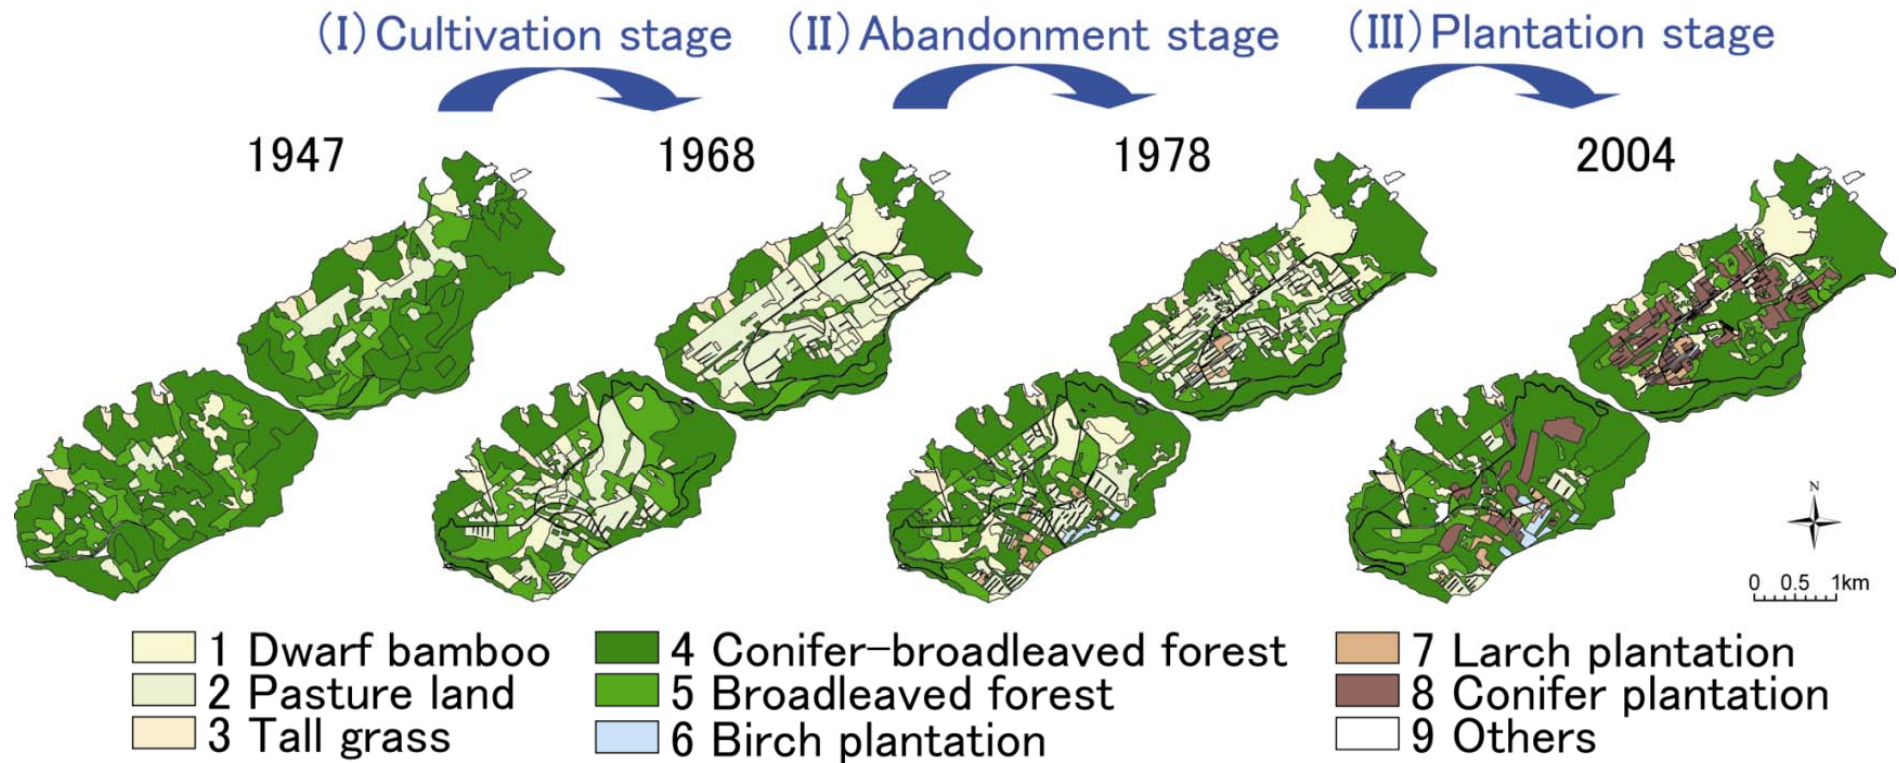 (I)Cultivation stage (II)Abandonment stage (III)Plantation stage
1947 1968 1978 2004
N
0 0.5 1km
1 Dwarf bamboo 4 Conifer-broadleaved forest 7 Larch plantation
2 Pasture land 5 Broadleaved forest 8 Conifer plantation
3 Tall grass 6 Birch plantation 9 Others